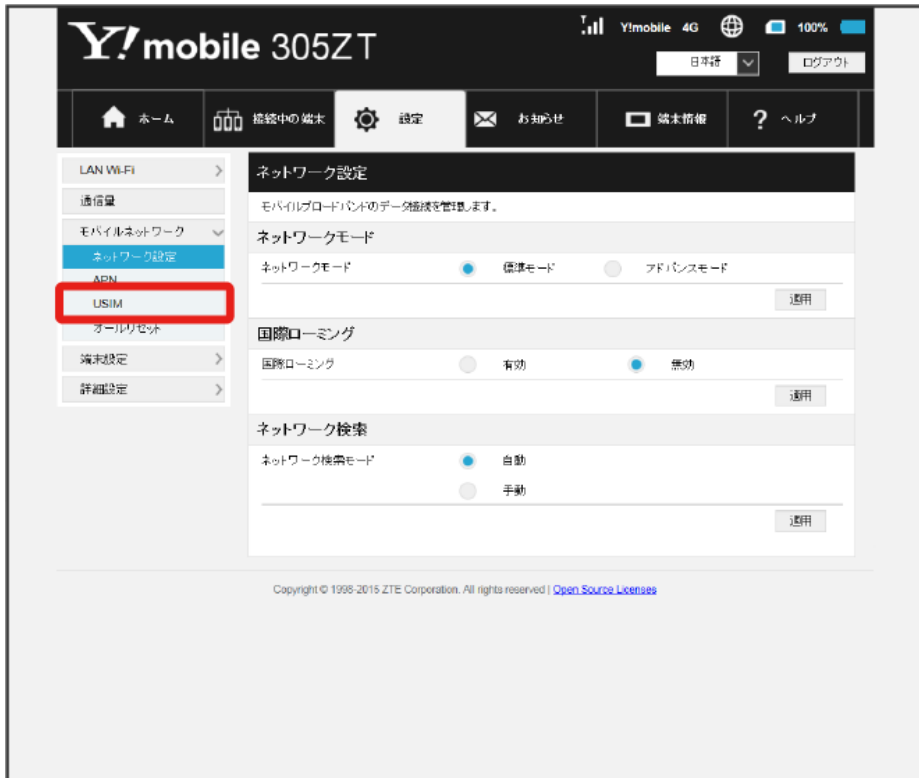 Y! mobile 305ZT
Y!mobile 4G 100%
日本語
ログアウト
ホーム
接続中の端末
設定
お知らせ
端末情報
? ヘルプ
LAN Wi-Fi
通信量
モバイルネットワーク
ネットワーク設定
APN
USIM
オールリセット
端末設定
詳細設定
ネットワーク設定
モバイルブロードバンドのデータ接続を管理します。
ネットワークモード
ネットワークモード 標準モード アドバンスモード
適用
国際ローミング
国際ローミング 有効 無効
適用
ネットワーク検索
ネットワーク検索モード 自動
手動
適用
Copyright © 1998-2015 ZTE Corporation. All rights reserved | Open Source Licenses